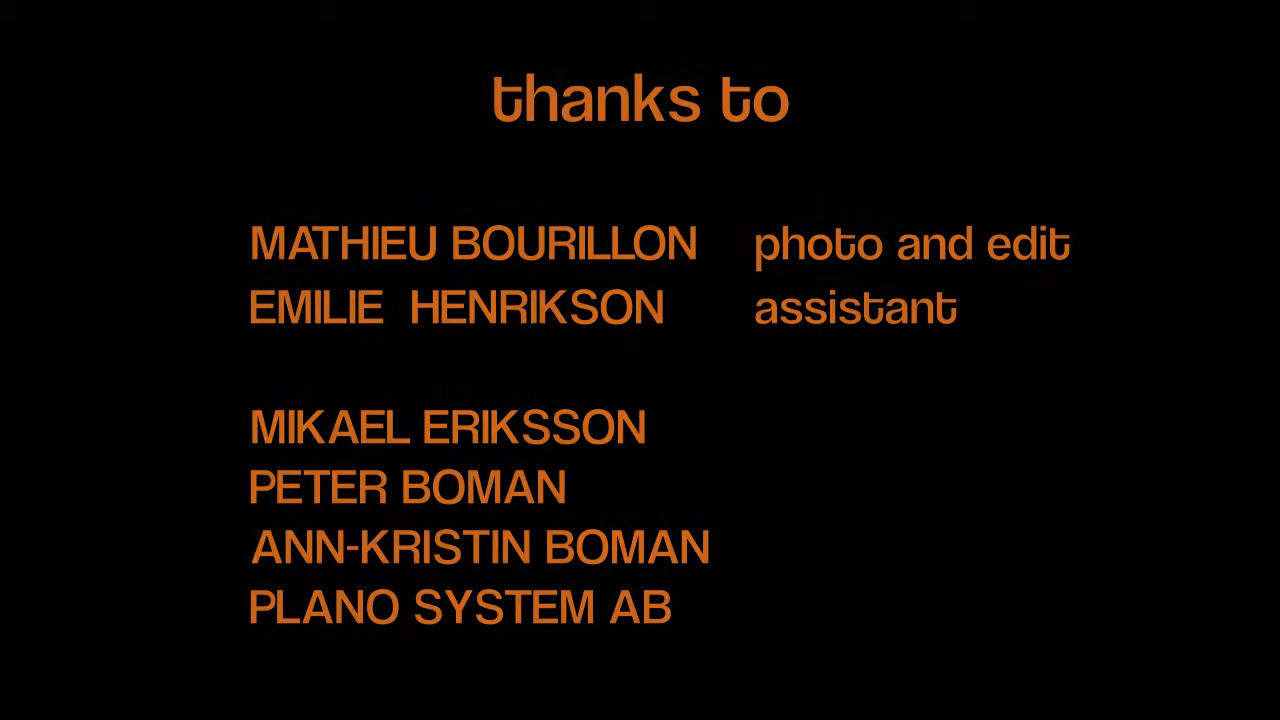 thanks to
MATHIEU BOURILLON photo and edit
EMILIE HENRIKSON assistant
MIKAEL ERIKSSON
PETER BOMAN
ANN-KRISTIN BOMAN
PLANO SYSTEM AB